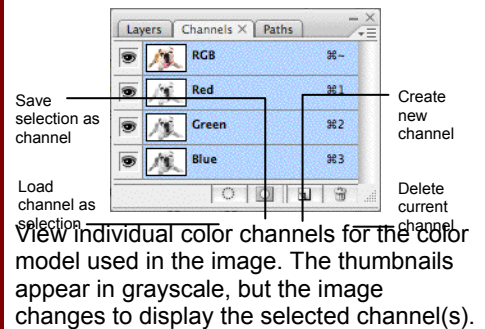 Layers Channels × Paths
RGB ⌘~
Red ⌘1
Green ⌘2
Blue ⌘3
Save
selection as
channel
Load
channel as
selection
Create
new
channel
Delete
current
channel
View individual color channels for the color
model used in the image. The thumbnails
appear in grayscale, but the image
changes to display the selected channel(s).